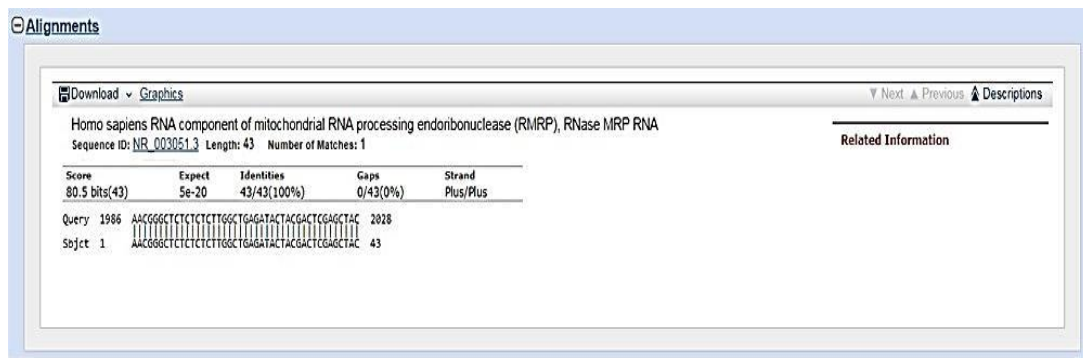 Alignments
Download Graphics Next Previous Descriptions
Homo sapiens RNA component of mitochondrial RNA processing endoribonuclease (RMRP), RNase MRP RNA
Sequence ID: NR_003051.3 Length: 43 Number of Matches: 1
Related Information
Score Expect Identities Gaps Strand
80.5 bits(43) 5e-20 43/43(100%) 0/43(0%) Plus/Plus
Query 1986 AACGGGCTCTCTCTCTTGGCTGAGATACTACGACTCGAGCTAC 2028
Sbjct 1 AACGGGCTCTCTCTCTTGGCTGAGATACTACGACTCGAGCTAC 43